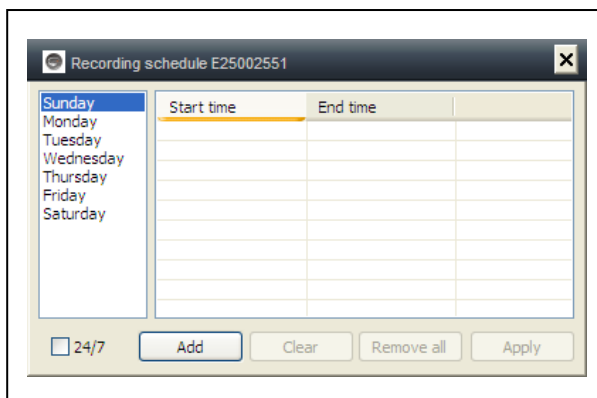 Recording schedule E25002551
Sunday
Monday
Tuesday
Wednesday
Thursday
Friday
Saturday
Start time End time
24/7 Add Clear Remove all Apply